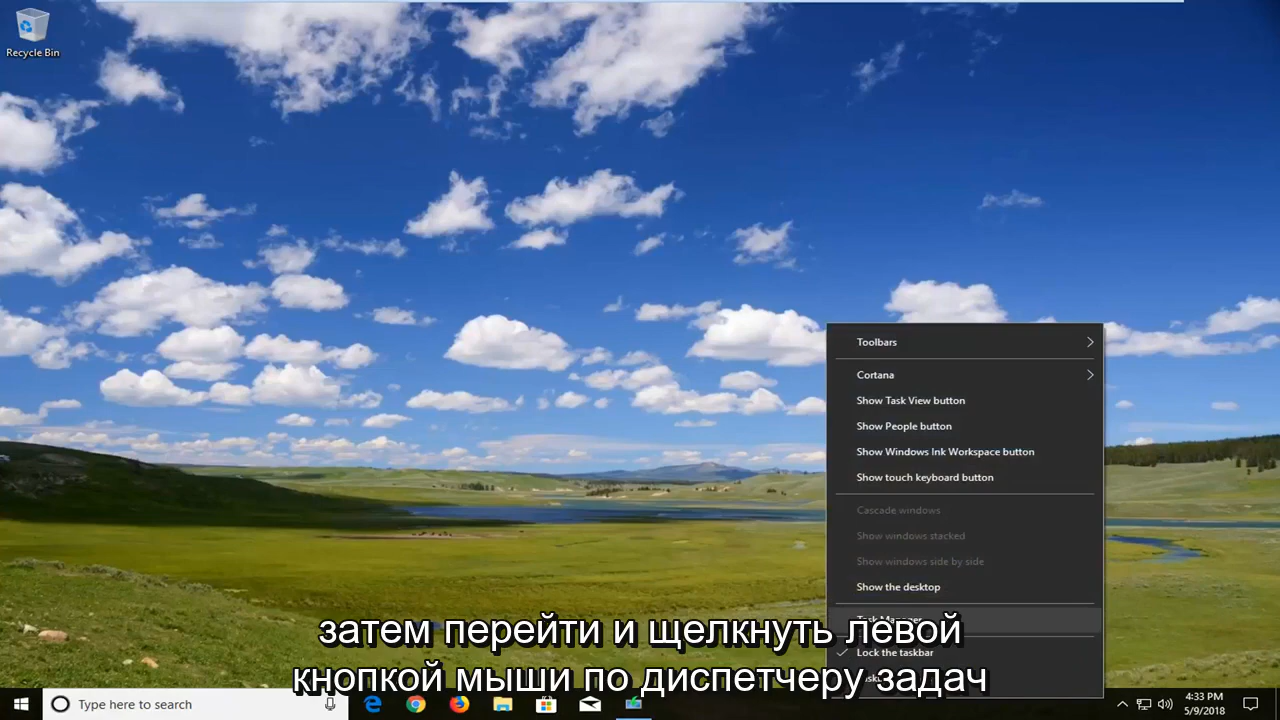 Recycle Bin
Toolbars
Cortana
Show Task View button
Show People button
Show Windows Ink Workspace button
Show touch keyboard button
Cascade windows
Show windows stacked
Show windows side by side
Show the desktop
Task Manager
затем перейти и щелкнуть левой
Lock the taskbar
кнопкой мыши по диспетчеру задач
Type here to search
4:33 PM
5/9/2018